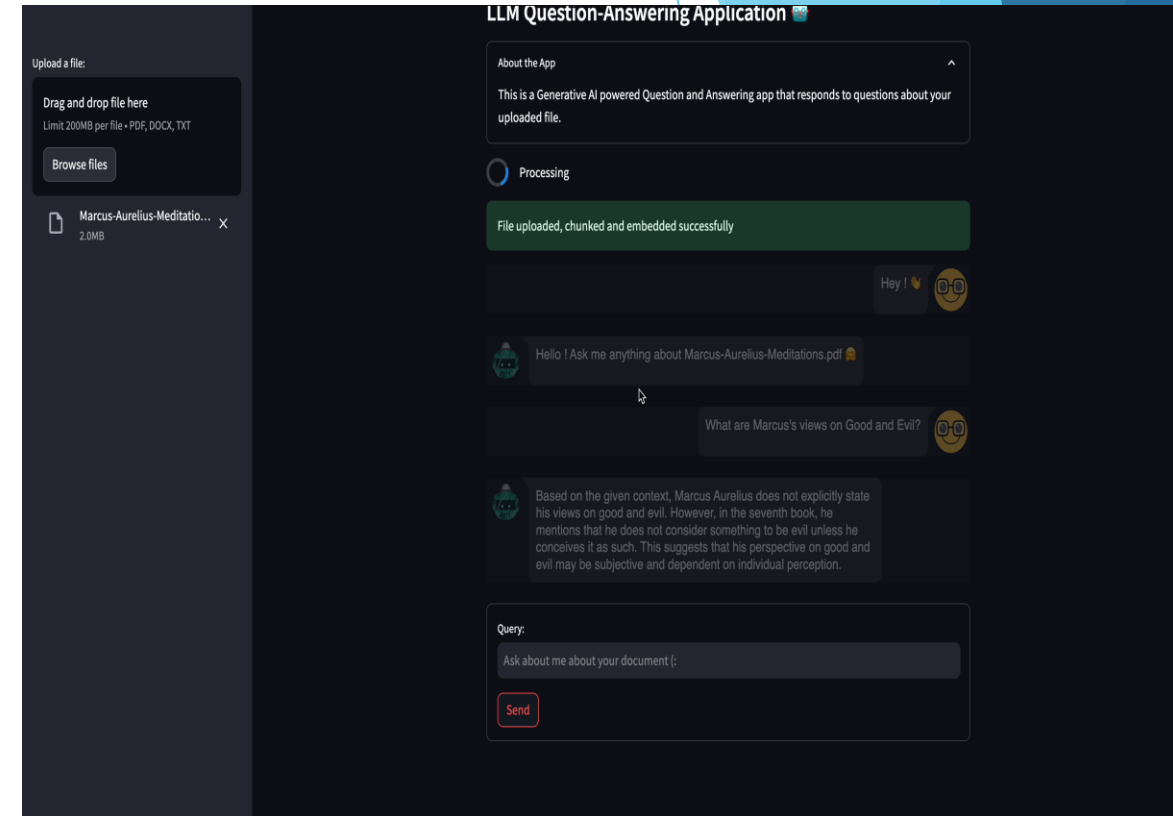 LLM Question-Answering Application
Upload a file:
Drag and drop file here
Limit 200MB per file • PDF, DOCX, TXT
Browse files
Marcus-Aurelius-Meditatio... X
2.0MB
About the App
This is a Generative AI powered Question and Answering app that responds to questions about your
uploaded file.
Processing
File uploaded, chunked and embedded successfully
Hey ! 👋
Hello ! Ask me anything about Marcus-Aurelius-Meditations.pdf 🤗
What are Marcus's views on Good and Evil?
Based on the given context, Marcus Aurelius does not explicitly state
his views on good and evil. However, in the seventh book, he
mentions that he does not consider something to be evil unless he
conceives it as such. This suggests that his perspective on good and
evil may be subjective and dependent on individual perception.
Query:
Ask about me about your document (:
Send